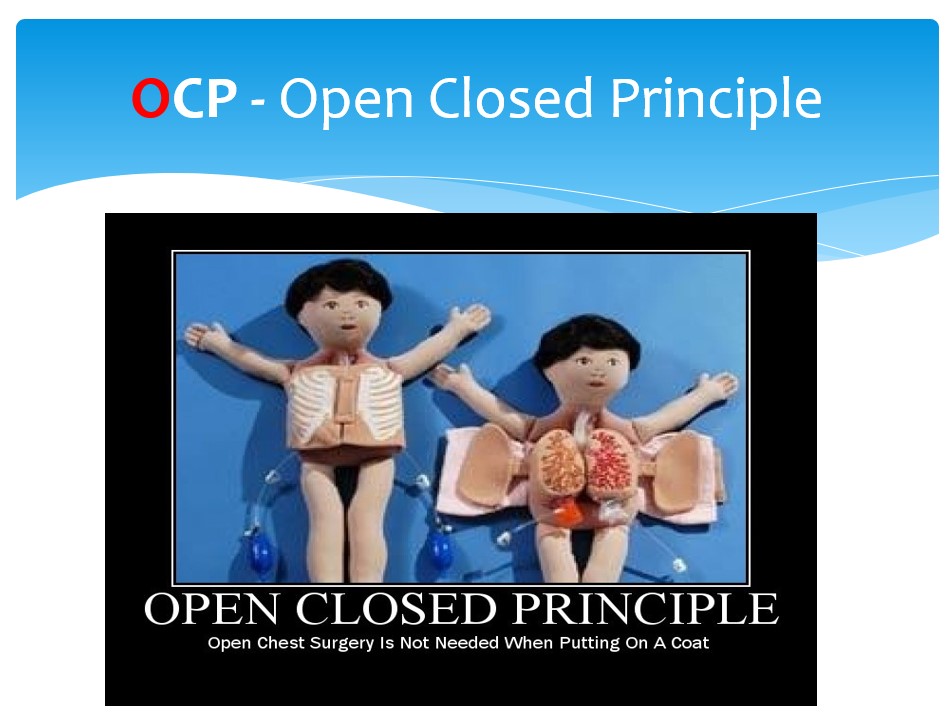 OCP - Open Closed Principle
OPEN CLOSED PRINCIPLE
Open Chest Surgery Is Not Needed When Putting On A Coat